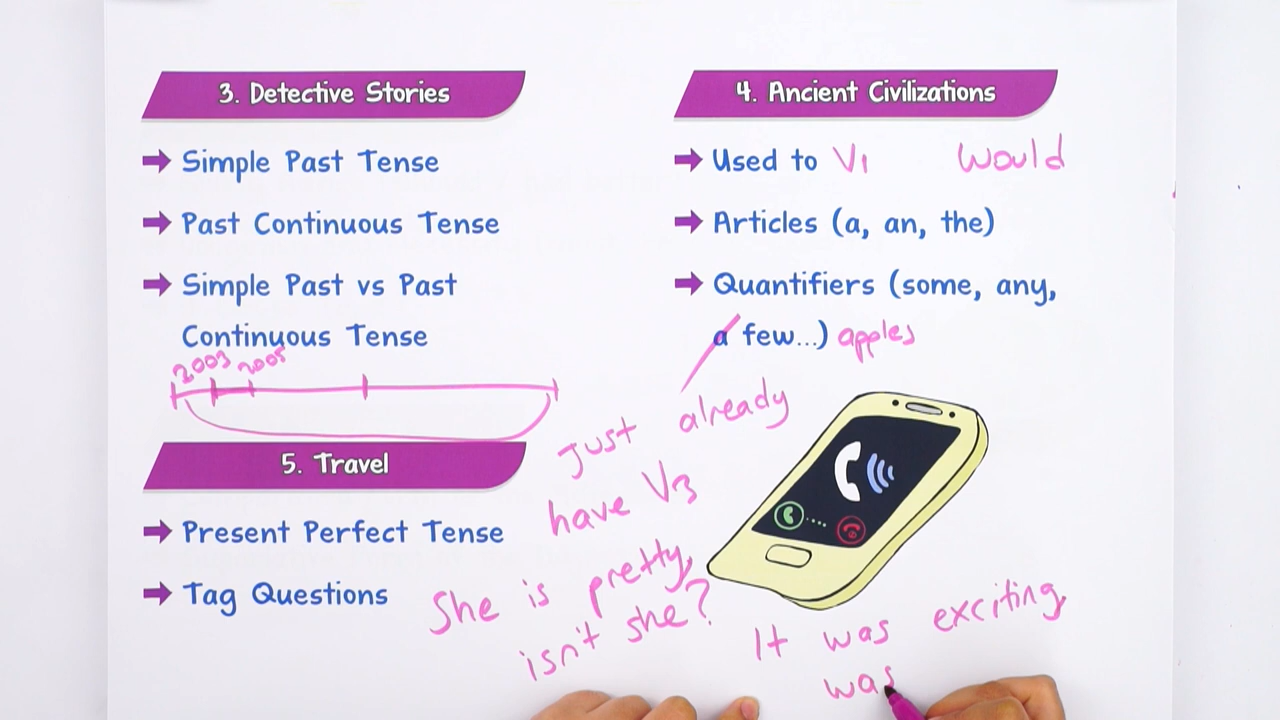 3. Detective Stories
Simple Past Tense
Past Continuous Tense
Simple Past vs Past
Continuous Tense
2003 2005
4. Ancient Civilizations
Used to V1 would
Articles (a, an, the)
Quantifiers (some, any,
a few...) apples
5. Travel
Present Perfect Tense
Tag Questions
just already
have V3
She is pretty,
isn't she?
It was exciting,
was